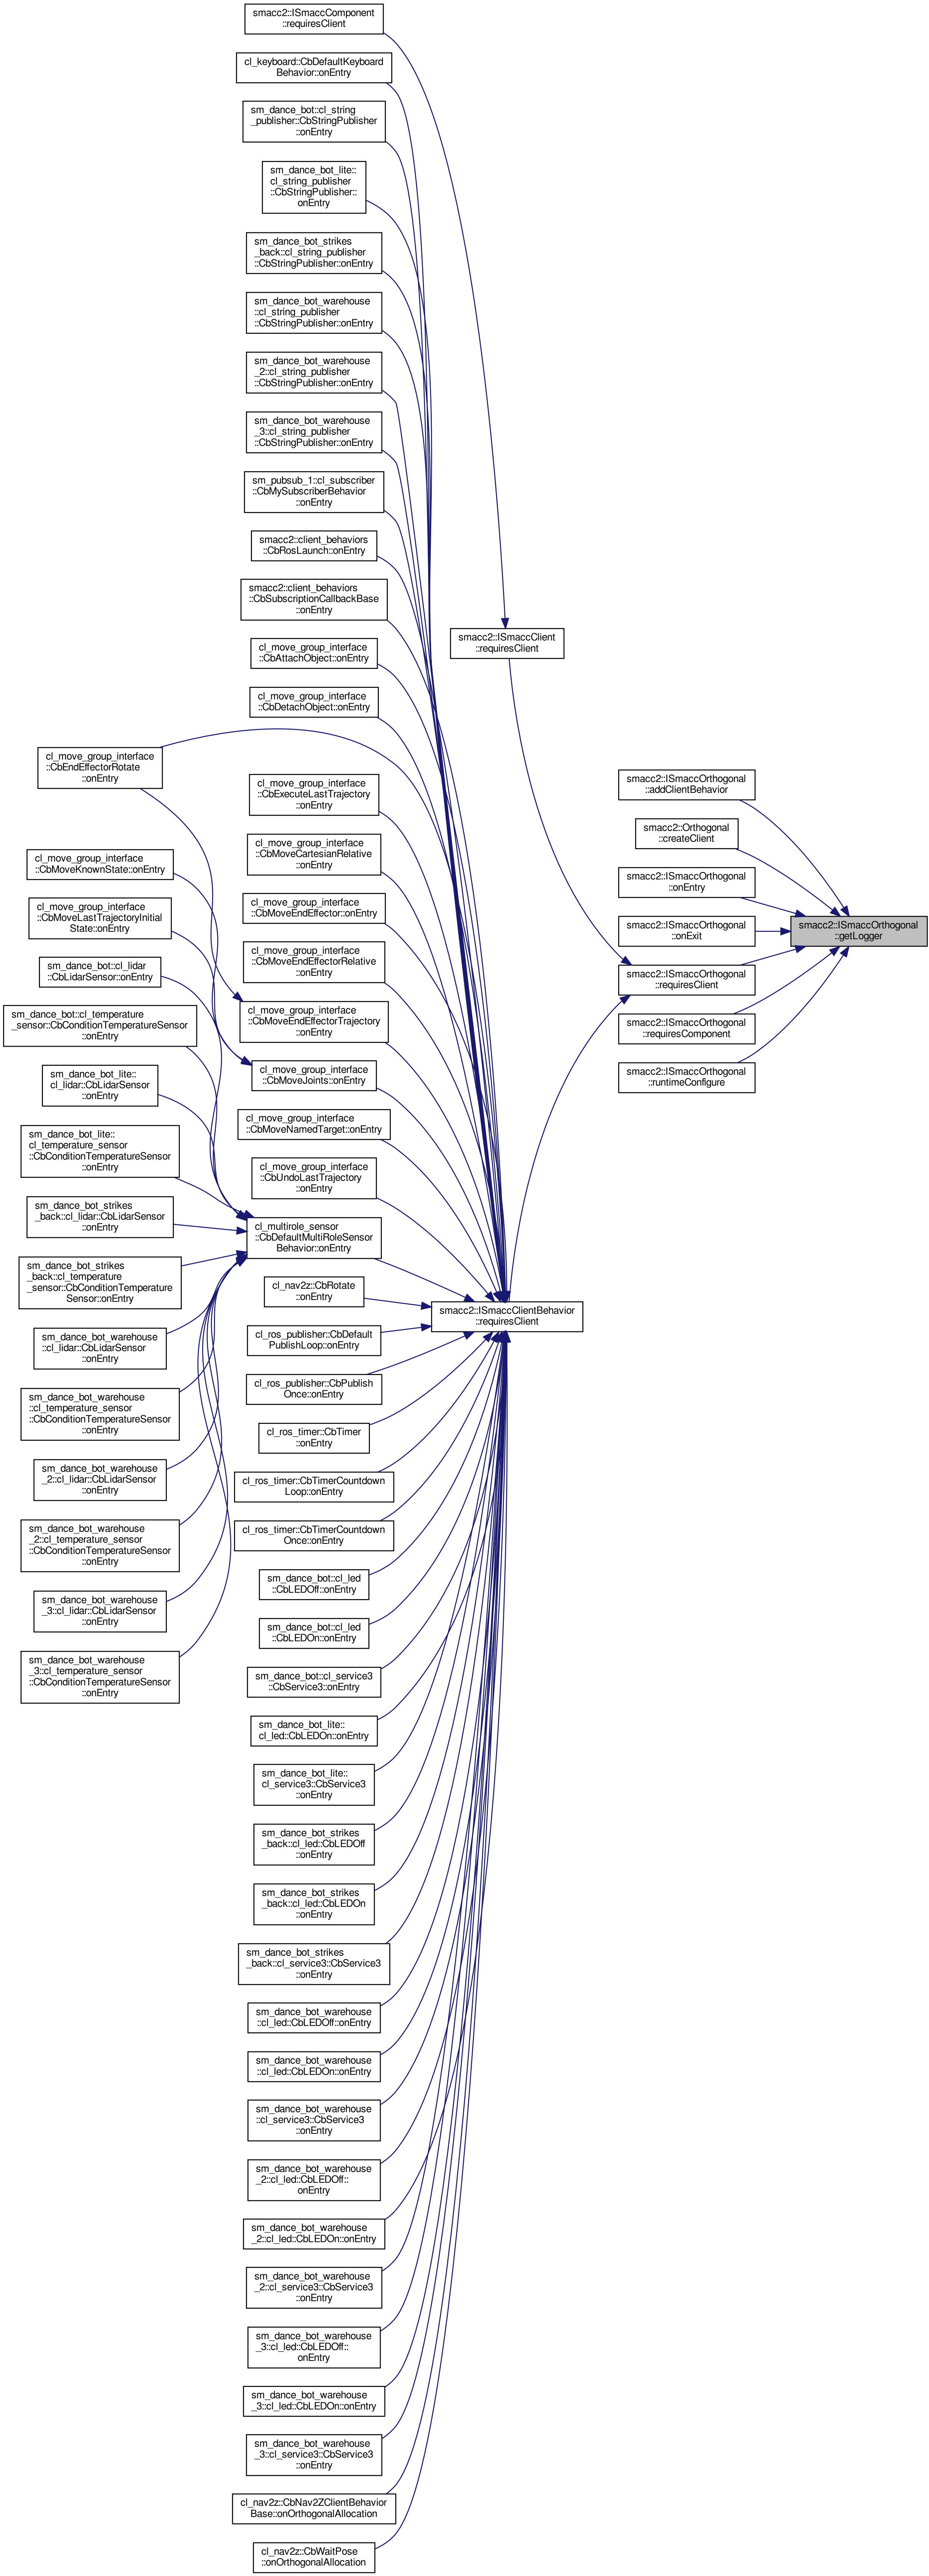 smacc2::ISmaccComponent
::requiresClient
cl_keyboard::CbDefaultKeyboard
Behavior::onEntry
sm_dance_bot::cl_string
_publisher::CbStringPublisher
::onEntry
sm_dance_bot_lite::
cl_string_publisher
::CbStringPublisher::
onEntry
sm_dance_bot_strikes
_back::cl_string_publisher
::CbStringPublisher::onEntry
sm_dance_bot_warehouse
::cl_string_publisher
::CbStringPublisher::onEntry
sm_dance_bot_warehouse
_2::cl_string_publisher
::CbStringPublisher::onEntry
sm_dance_bot_warehouse
_3::cl_string_publisher
::CbStringPublisher::onEntry
sm_pubsub_1::cl_subscriber
::CbMySubscriberBehavior
::onEntry
smacc2::client_behaviors
::CbRosLaunch::onEntry
smacc2::client_behaviors
::CbSubscriptionCallbackBase
::onEntry
cl_move_group_interface
::CbAttachObject::onEntry
cl_move_group_interface
::CbDetachObject::onEntry
cl_move_group_interface
::CbEndEffectorRotate
::onEntry
cl_move_group_interface
::CbExecuteLastTrajectory
::onEntry
cl_move_group_interface
::CbMoveCartesianRelative
::onEntry
cl_move_group_interface
::CbMoveKnownState::onEntry
cl_move_group_interface
::CbMoveEndEffector::onEntry
cl_move_group_interface
::CbMoveLastTrajectoryInitial
State::onEntry
cl_move_group_interface
::CbMoveEndEffectorRelative
::onEntry
sm_dance_bot::cl_lidar
::CbLidarSensor::onEntry
cl_move_group_interface
::CbMoveEndEffectorTrajectory
::onEntry
sm_dance_bot::cl_temperature
_sensor::CbConditionTemperatureSensor
::onEntry
cl_move_group_interface
::CbMoveJoints::onEntry
sm_dance_bot_lite::
cl_lidar::CbLidarSensor
::onEntry
cl_move_group_interface
::CbMoveNamedTarget::onEntry
sm_dance_bot_lite::
cl_temperature_sensor
::CbConditionTemperatureSensor
::onEntry
cl_move_group_interface
::CbUndoLastTrajectory
::onEntry
sm_dance_bot_strikes
_back::cl_lidar::CbLidarSensor
::onEntry
cl_multirole_sensor
::CbDefaultMultiRoleSensor
Behavior::onEntry
sm_dance_bot_strikes
_back::cl_temperature
_sensor::CbConditionTemperature
Sensor::onEntry
cl_nav2z::CbRotate
::onEntry
sm_dance_bot_warehouse
::cl_lidar::CbLidarSensor
::onEntry
cl_ros_publisher::CbDefault
PublishLoop::onEntry
sm_dance_bot_warehouse
::cl_temperature_sensor
::CbConditionTemperatureSensor
::onEntry
cl_ros_publisher::CbPublish
Once::onEntry
cl_ros_timer::CbTimer
::onEntry
sm_dance_bot_warehouse
_2::cl_lidar::CbLidarSensor
::onEntry
cl_ros_timer::CbTimerCountdown
Loop::onEntry
sm_dance_bot_warehouse
_2::cl_temperature_sensor
::CbConditionTemperatureSensor
::onEntry
cl_ros_timer::CbTimerCountdown
Once::onEntry
sm_dance_bot_warehouse
_3::cl_lidar::CbLidarSensor
::onEntry
sm_dance_bot::cl_led
::CbLEDOff::onEntry
sm_dance_bot::cl_led
::CbLEDOn::onEntry
sm_dance_bot_warehouse
_3::cl_temperature_sensor
::CbConditionTemperatureSensor
::onEntry
sm_dance_bot::cl_service3
::CbService3::onEntry
sm_dance_bot_lite::
cl_led::CbLEDOn::onEntry
sm_dance_bot_lite::
cl_service3::CbService3
::onEntry
sm_dance_bot_strikes
_back::cl_led::CbLEDOff
::onEntry
sm_dance_bot_strikes
_back::cl_led::CbLEDOn
::onEntry
sm_dance_bot_strikes
_back::cl_service3::CbService3
::onEntry
sm_dance_bot_warehouse
::cl_led::CbLEDOff::onEntry
sm_dance_bot_warehouse
::cl_led::CbLEDOn::onEntry
sm_dance_bot_warehouse
::cl_service3::CbService3
::onEntry
sm_dance_bot_warehouse
_2::cl_led::CbLEDOff::
onEntry
sm_dance_bot_warehouse
_2::cl_led::CbLEDOn::onEntry
sm_dance_bot_warehouse
_2::cl_service3::CbService3
::onEntry
sm_dance_bot_warehouse
_3::cl_led::CbLEDOff::
onEntry
sm_dance_bot_warehouse
_3::cl_led::CbLEDOn::onEntry
sm_dance_bot_warehouse
_3::cl_service3::CbService3
::onEntry
cl_nav2z::CbNav2ZClientBehavior
Base::onOrthogonalAllocation
cl_nav2z::CbWaitPose
::onOrthogonalAllocation
smacc2::ISmaccClient
::requiresClient
smacc2::ISmaccClientBehavior
::requiresClient
smacc2::ISmaccOrthogonal
::addClientBehavior
smacc2::Orthogonal
::createClient
smacc2::ISmaccOrthogonal
::onEntry
smacc2::ISmaccOrthogonal
::onExit
smacc2::ISmaccOrthogonal
::requiresClient
smacc2::ISmaccOrthogonal
::requiresComponent
smacc2::ISmaccOrthogonal
::runtimeConfigure
smacc2::ISmaccOrthogonal
::getLogger